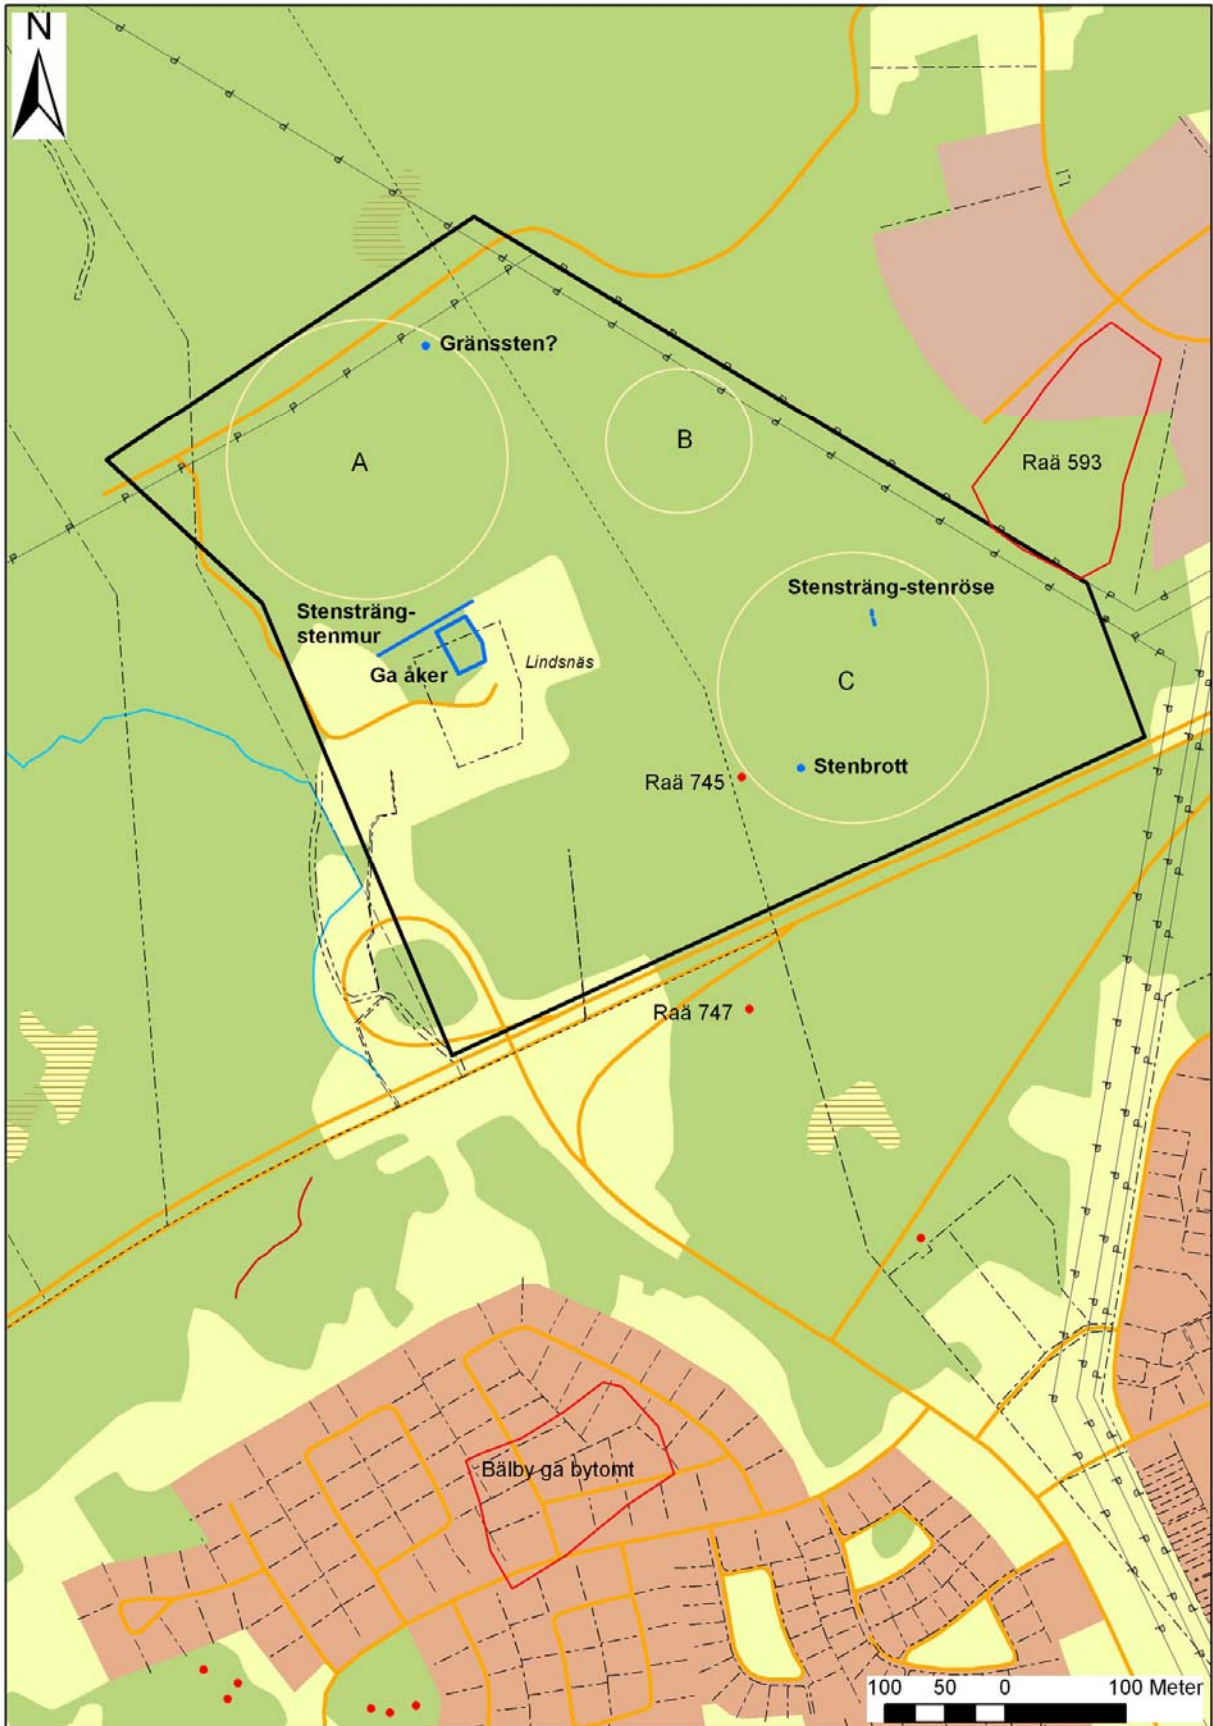 N
Gränssten?
A
B
Raä 593
Stensträng-
stenmur
Stensträng-stenröse
Ga åker
Lindsnäs
C
Raä 745
Stenbrott
Raä 747
Bälby ga bytomt
100 50 0 100 Meter